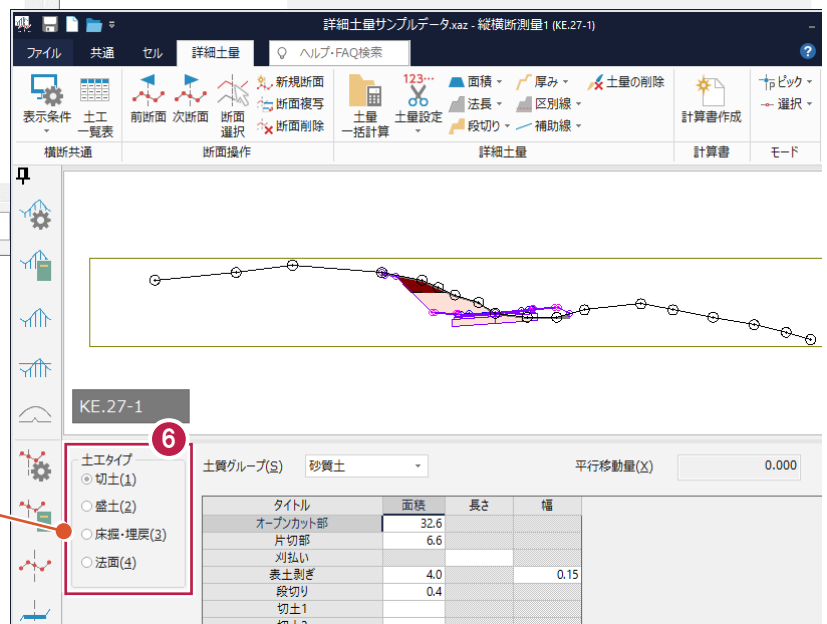 詳細土量サンプルデータ.xaz - 縦横断測量1 (KE.27-1)
ファイル 共通 セル 詳細土量 ヘルプ・FAQ検索
表示条件 土工一覧表 前断面 次断面 断面選択 新規断面 断面複写 断面削除 土量一括計算 123… 土量設定 面積 法長 段切り 厚み 区別線 補助線 土量の削除 計算書作成 ピック 選択
横断共通 断面操作 詳細土量 計算書 モード
KE.27-1
6
土工タイプ
切土(1)
盛土(2)
床掘・埋戻(3)
法面(4)
土質グループ(S) 砂質土 平行移動量(X) 0.000
タイトル 面積 長さ 幅
オープンカット部 32.6
片切部 6.6
刈払い
表土剥ぎ 4.0 0.15
段切り 0.4
切土1